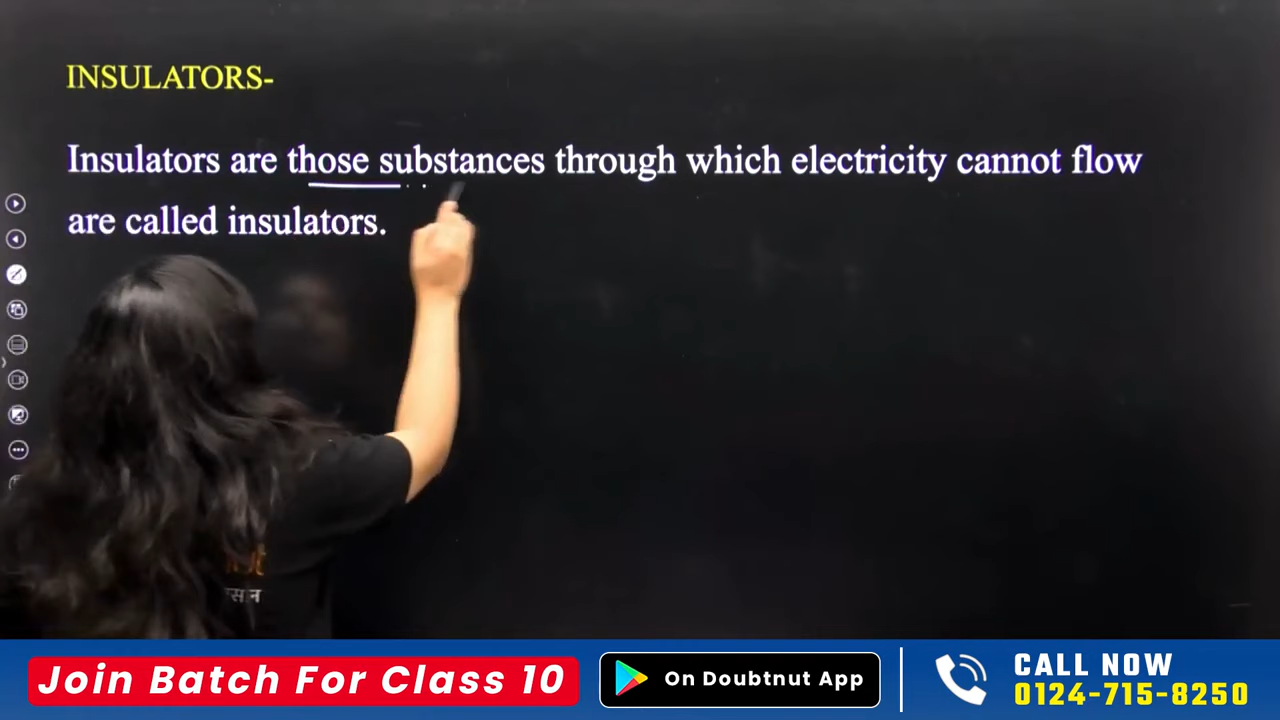 INSULATORS-
Insulators are those substances through which electricity cannot flow
are called insulators.
Join Batch For Class 10
On Doubtnut App
CALL NOW
0124-715-8250